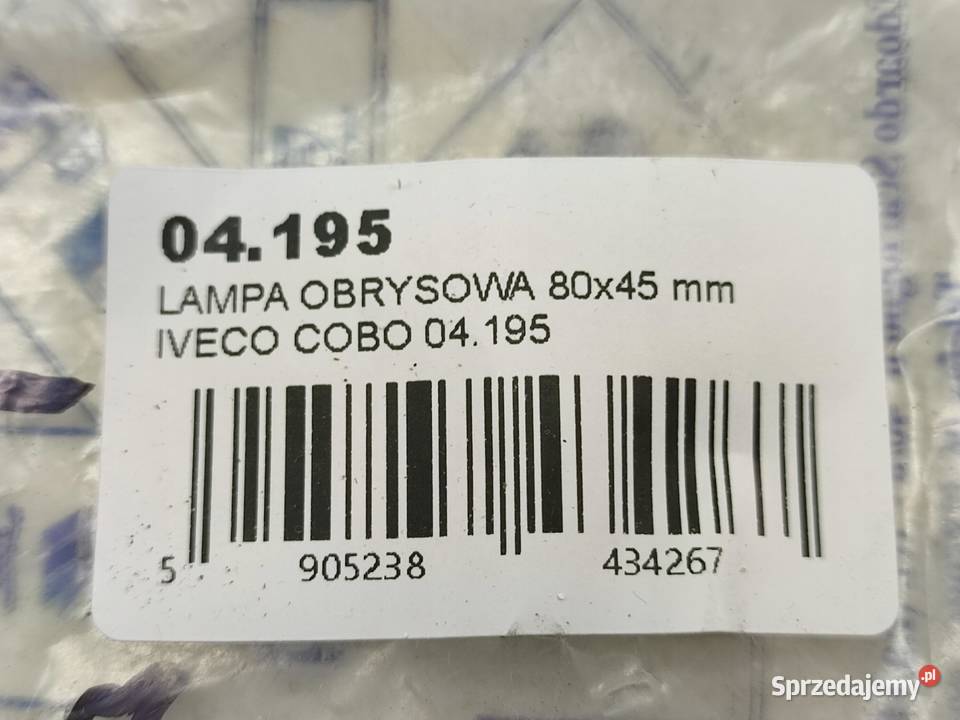 04.195
LAMPA OBRYSOWA 80x45 mm
IVECO COBO 04.195
5 905238 434267
Sprzedajemy.pl